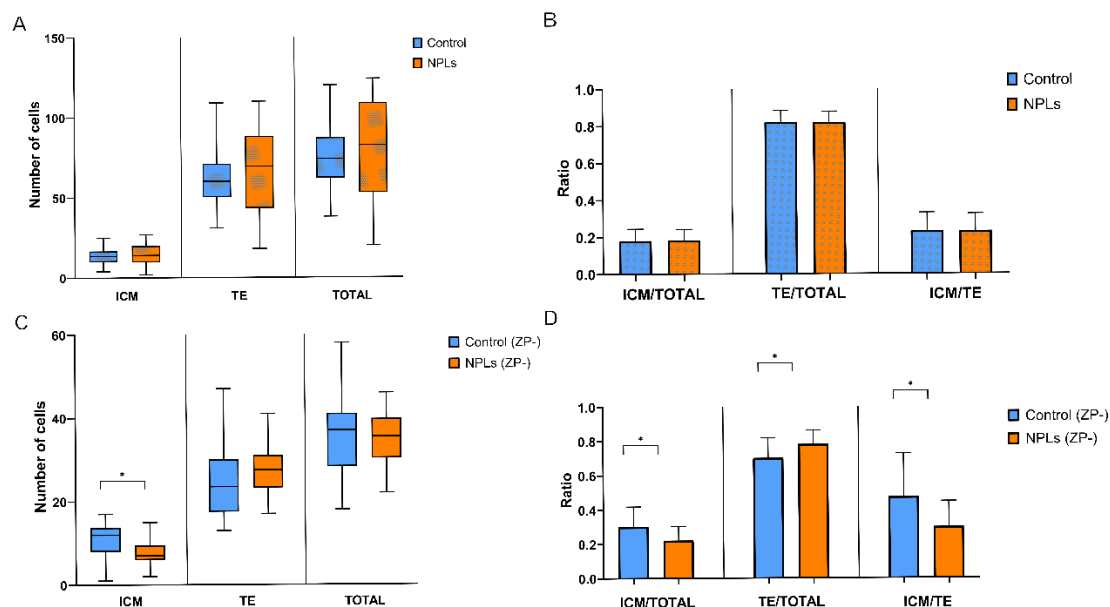 A
150
100
50
0
Number of cells
ICM
TE
TOTAL
Control
NPLs
B
1.0
0.8
0.6
0.4
0.2
0.0
Ratio
ICM/TOTAL
TE/TOTAL
ICM/TE
Control
NPLs
C
60
40
20
0
Number of cells
*
ICM
TE
TOTAL
Control (ZP-)
NPLs (ZP-)
D
1.0
0.8
0.6
0.4
0.2
0.0
Ratio
*
*
*
ICM/TOTAL
TE/TOTAL
ICM/TE
Control (ZP-)
NPLs (ZP-)